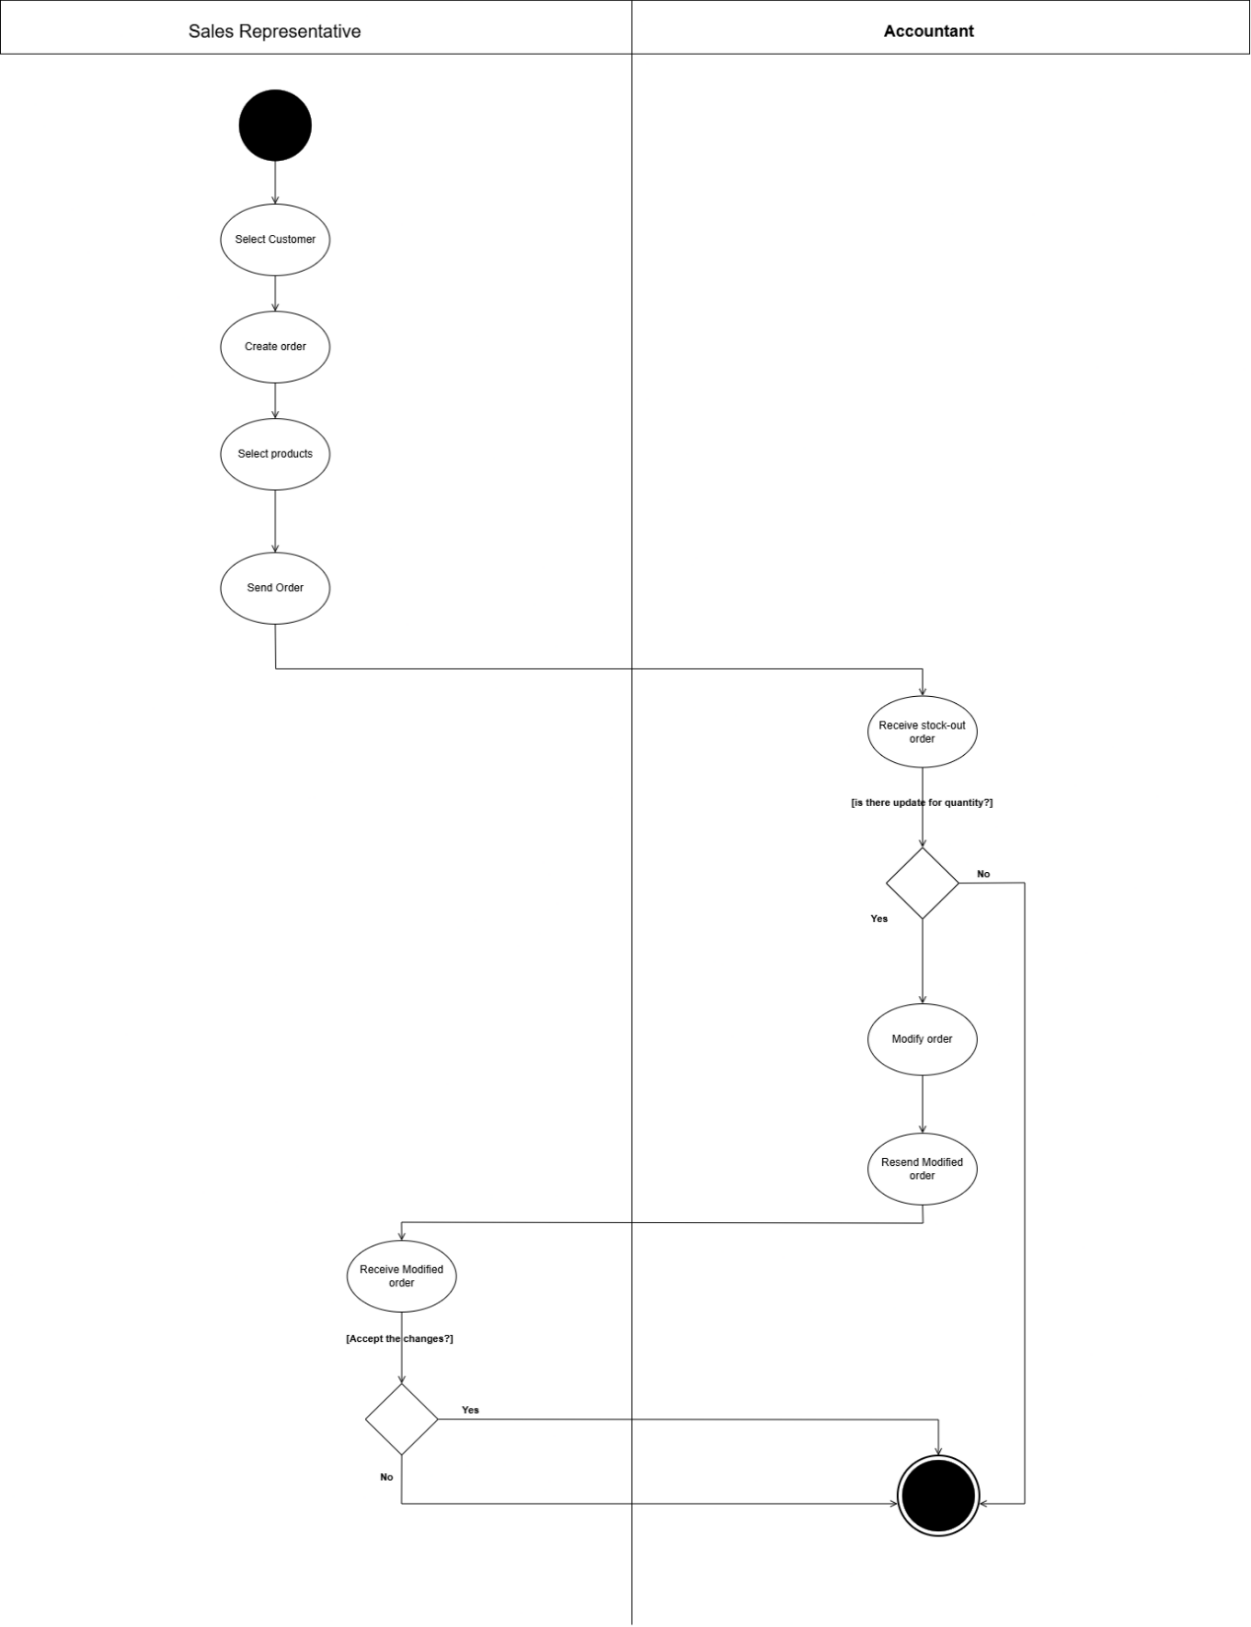 Sales Representative
Accountant
Select Customer
Create order
Select products
Send Order
Receive stock-out
order
[is there update for quantity?]
No
Yes
Modify order
Resend Modified
order
Receive Modified
order
[Accept the changes?]
Yes
No